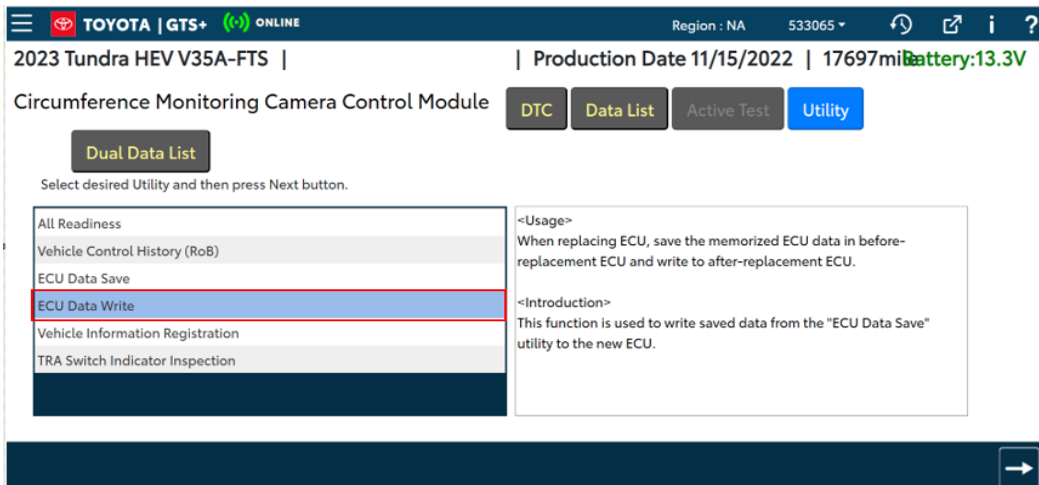 TOYOTA | GTS+ ONLINE Region : NA 533065 i ?
2023 Tundra HEV V35A-FTS | | Production Date 11/15/2022 | 17697mile Battery:13.3V
Circumference Monitoring Camera Control Module DTC Data List Active Test Utility
Dual Data List
Select desired Utility and then press Next button.
All Readiness
Vehicle Control History (RoB)
ECU Data Save
ECU Data Write
Vehicle Information Registration
TRA Switch Indicator Inspection
<Usage>
When replacing ECU, save the memorized ECU data in before-
replacement ECU and write to after-replacement ECU.
<Introduction>
This function is used to write saved data from the "ECU Data Save"
utility to the new ECU.